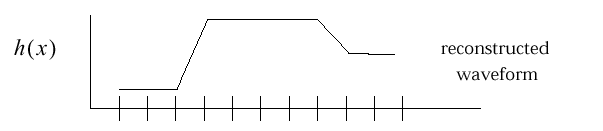 h(x)
reconstructed
waveform